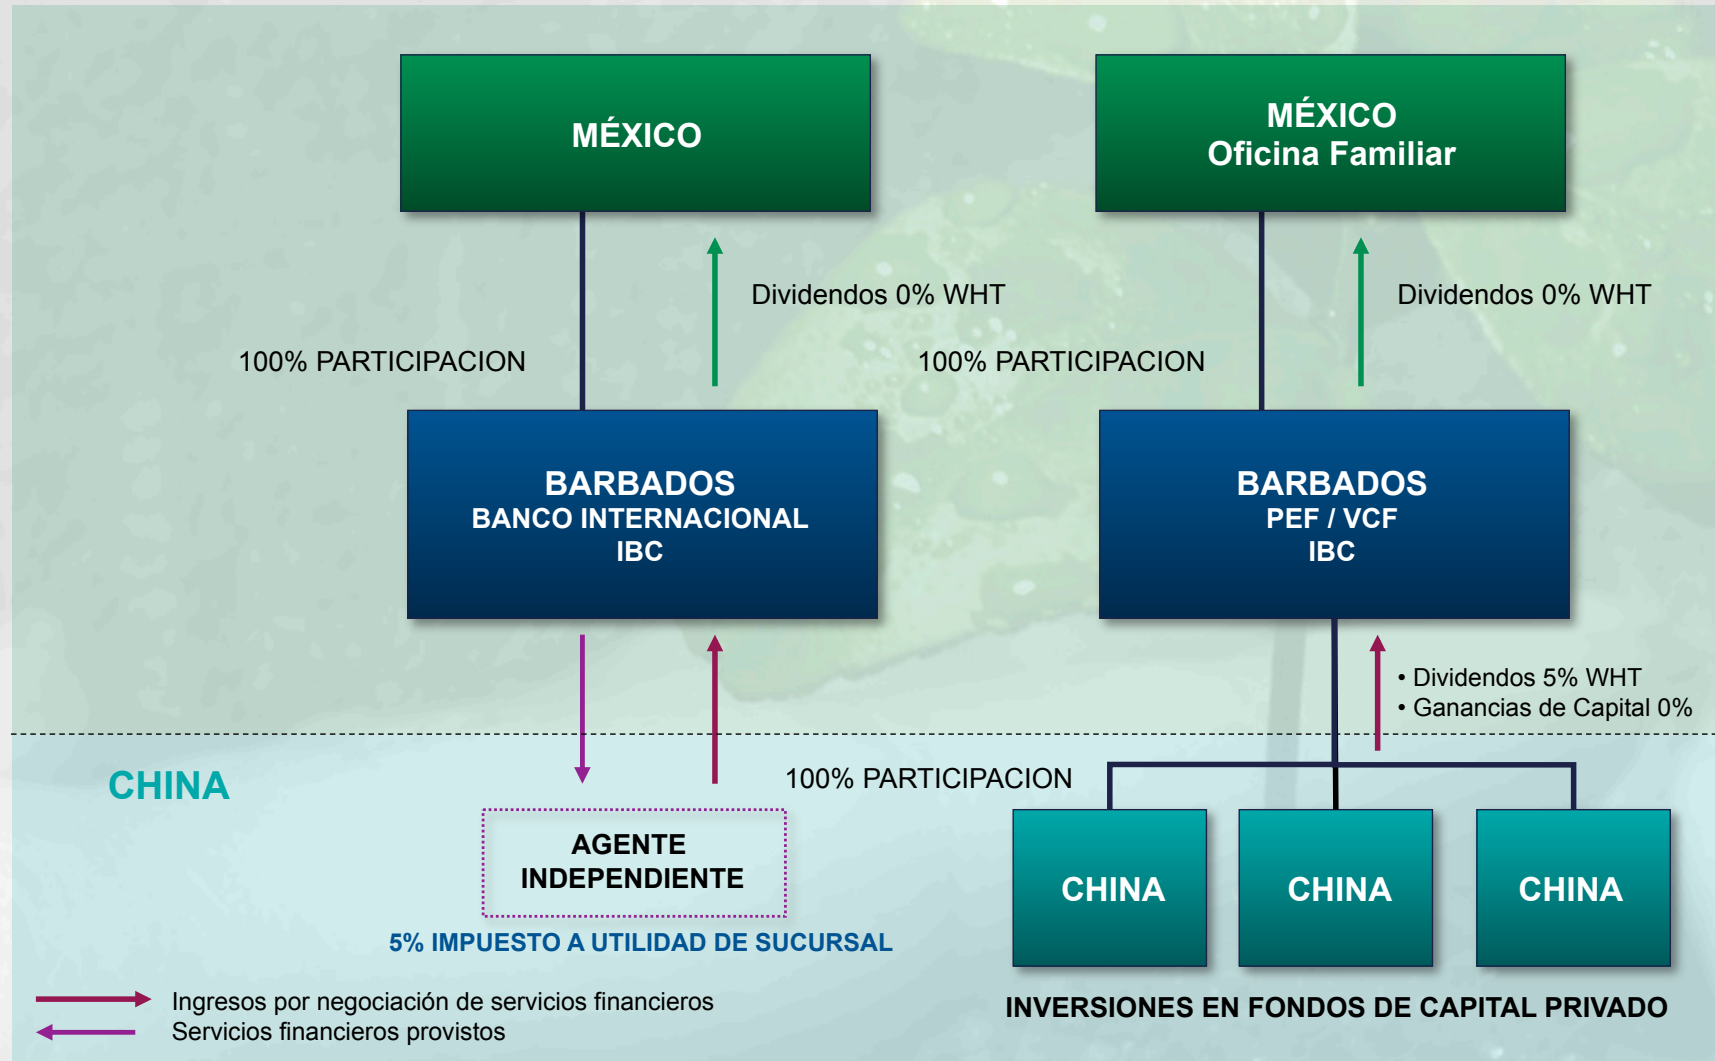 MÉXICO
MÉXICO
Oficina Familiar
Dividendos 0% WHT
Dividendos 0% WHT
100% PARTICIPACION
100% PARTICIPACION
BARBADOS
BANCO INTERNACIONAL
IBC
BARBADOS
PEF / VCF
IBC
• Dividendos 5% WHT
• Ganancias de Capital 0%
CHINA
100% PARTICIPACION
AGENTE
INDEPENDIENTE
5% IMPUESTO A UTILIDAD DE SUCURSAL
CHINA
CHINA
CHINA
INVERSIONES EN FONDOS DE CAPITAL PRIVADO
Ingresos por negociación de servicios financieros
Servicios financieros provistos